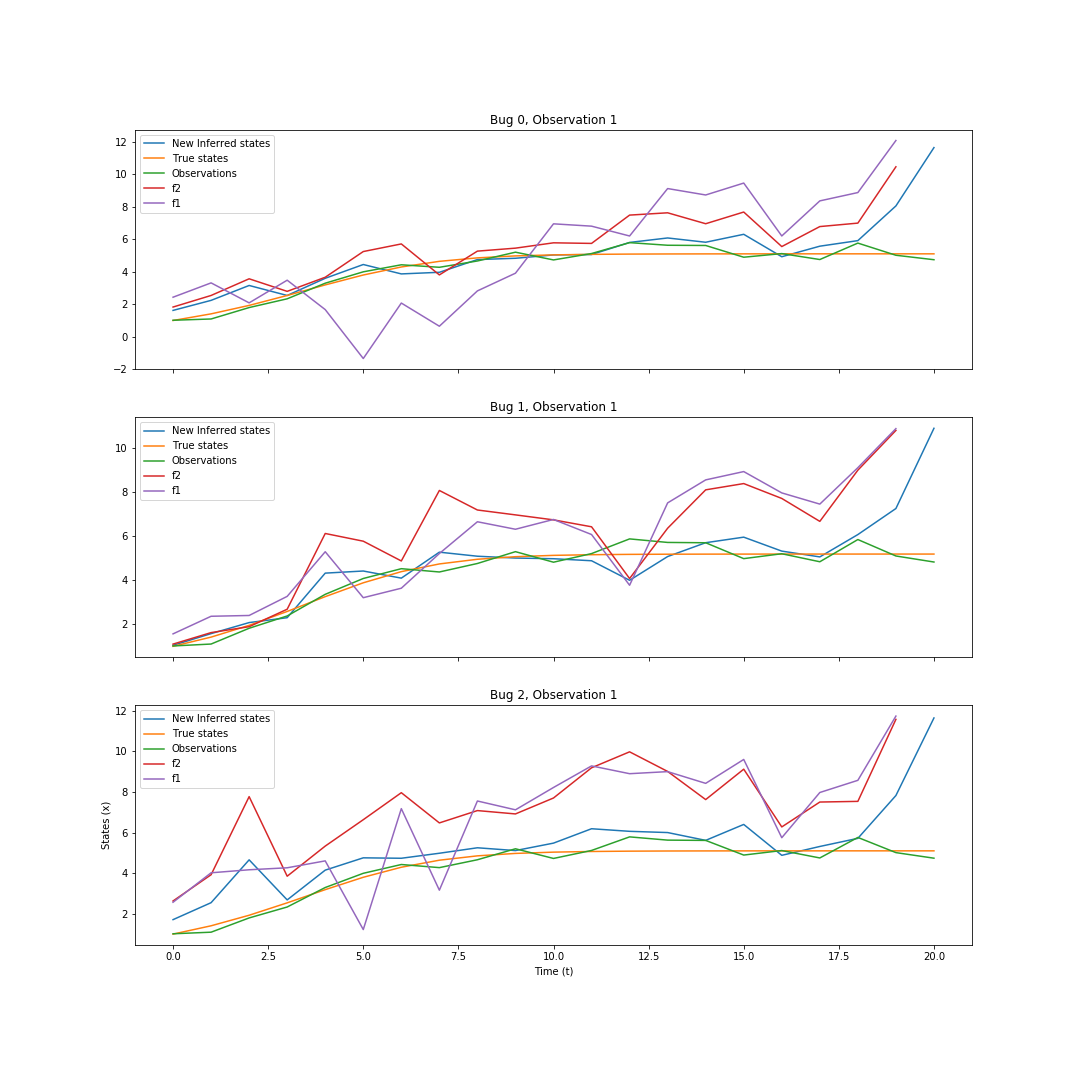 Bug 0, Observation 1
12
10
8
6
4
2
0
−2
New Inferred states
True states
Observations
f2
f1
Bug 1, Observation 1
10
8
6
4
2
New Inferred states
True states
Observations
f2
f1
Bug 2, Observation 1
12
10
8
6
4
2
States (x)
New Inferred states
True states
Observations
f2
f1
0.0 2.5 5.0 7.5 10.0 12.5 15.0 17.5 20.0
Time (t)